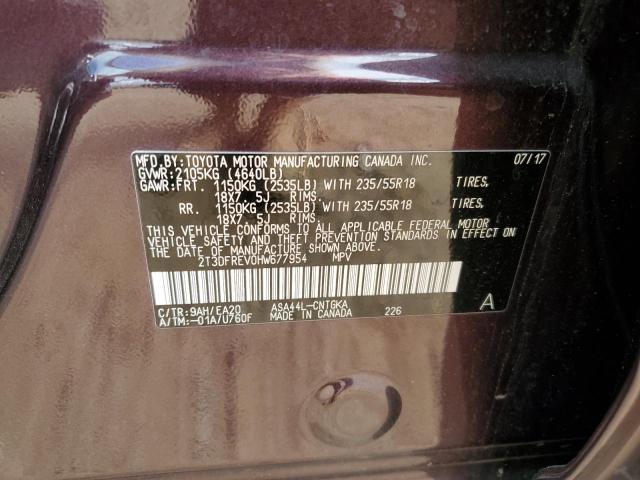 MFD.BY:TOYOTA MOTOR MANUFACTURING CANADA INC. 07/17
GVWR:2105KG (4640LB)
GAWR:FRT. 1150KG (2535LB) WITH 235/55R18 TIRES,
18X7 5J RIMS.
RR. 1150KG (2535LB) WITH 235/55R18 TIRES,
18X7 5J RIMS.
THIS VEHICLE CONFORMS TO ALL APPLICABLE FEDERAL MOTOR
VEHICLE SAFETY AND THEFT PREVENTION STANDARDS IN EFFECT
ON THE DATE OF MANUFACTURE SHOWN ABOVE.
2T3DFREV0HW677954 MPV
C/TR:9AH/EA20 ASA44L-CNTGKA
A/TM:-01A/U760F MADE IN CANADA 226 A